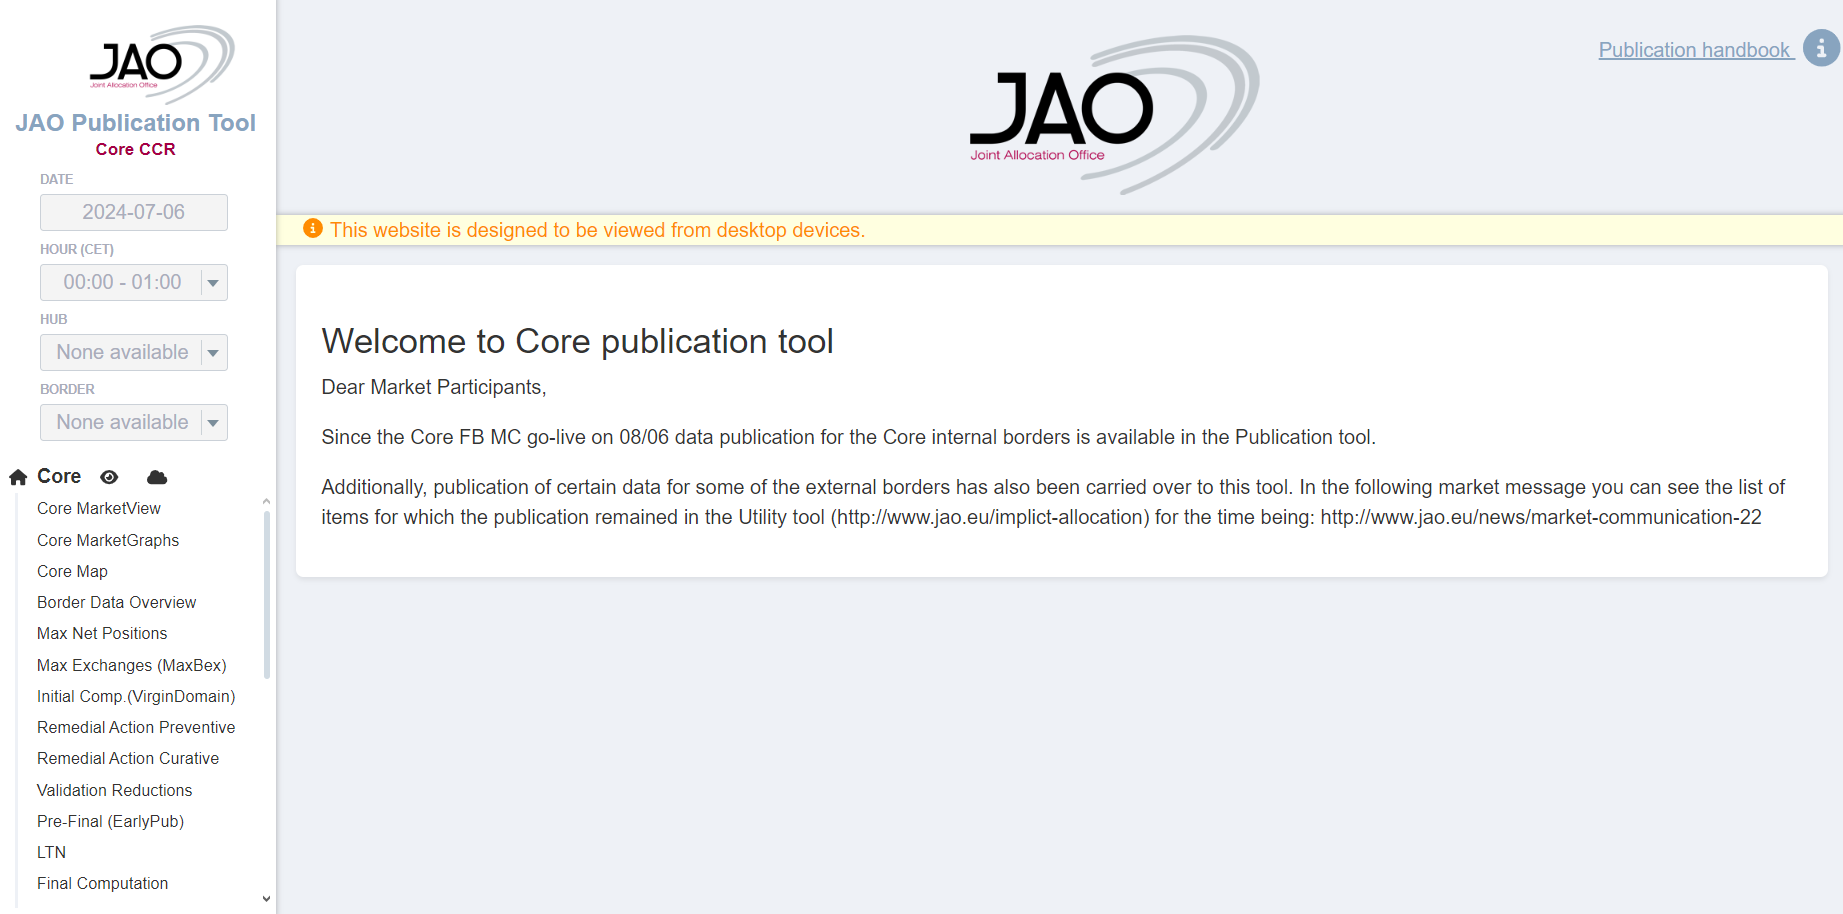 JAO
Joint Allocation Office
JAO Publication Tool
Core CCR
DATE
2024-07-06
HOUR (CET)
00:00 - 01:00
HUB
None available
BORDER
None available
Core
Core MarketView
Core MarketGraphs
Core Map
Border Data Overview
Max Net Positions
Max Exchanges (MaxBex)
Initial Comp.(VirginDomain)
Remedial Action Preventive
Remedial Action Curative
Validation Reductions
Pre-Final (EarlyPub)
LTN
Final Computation
JAO
Joint Allocation Office
Publication handbook
This website is designed to be viewed from desktop devices.
Welcome to Core publication tool
Dear Market Participants,
Since the Core FB MC go-live on 08/06 data publication for the Core internal borders is available in the Publication tool.
Additionally, publication of certain data for some of the external borders has also been carried over to this tool. In the following market message you can see the list of
items for which the publication remained in the Utility tool (http://www.jao.eu/implict-allocation) for the time being: http://www.jao.eu/news/market-communication-22